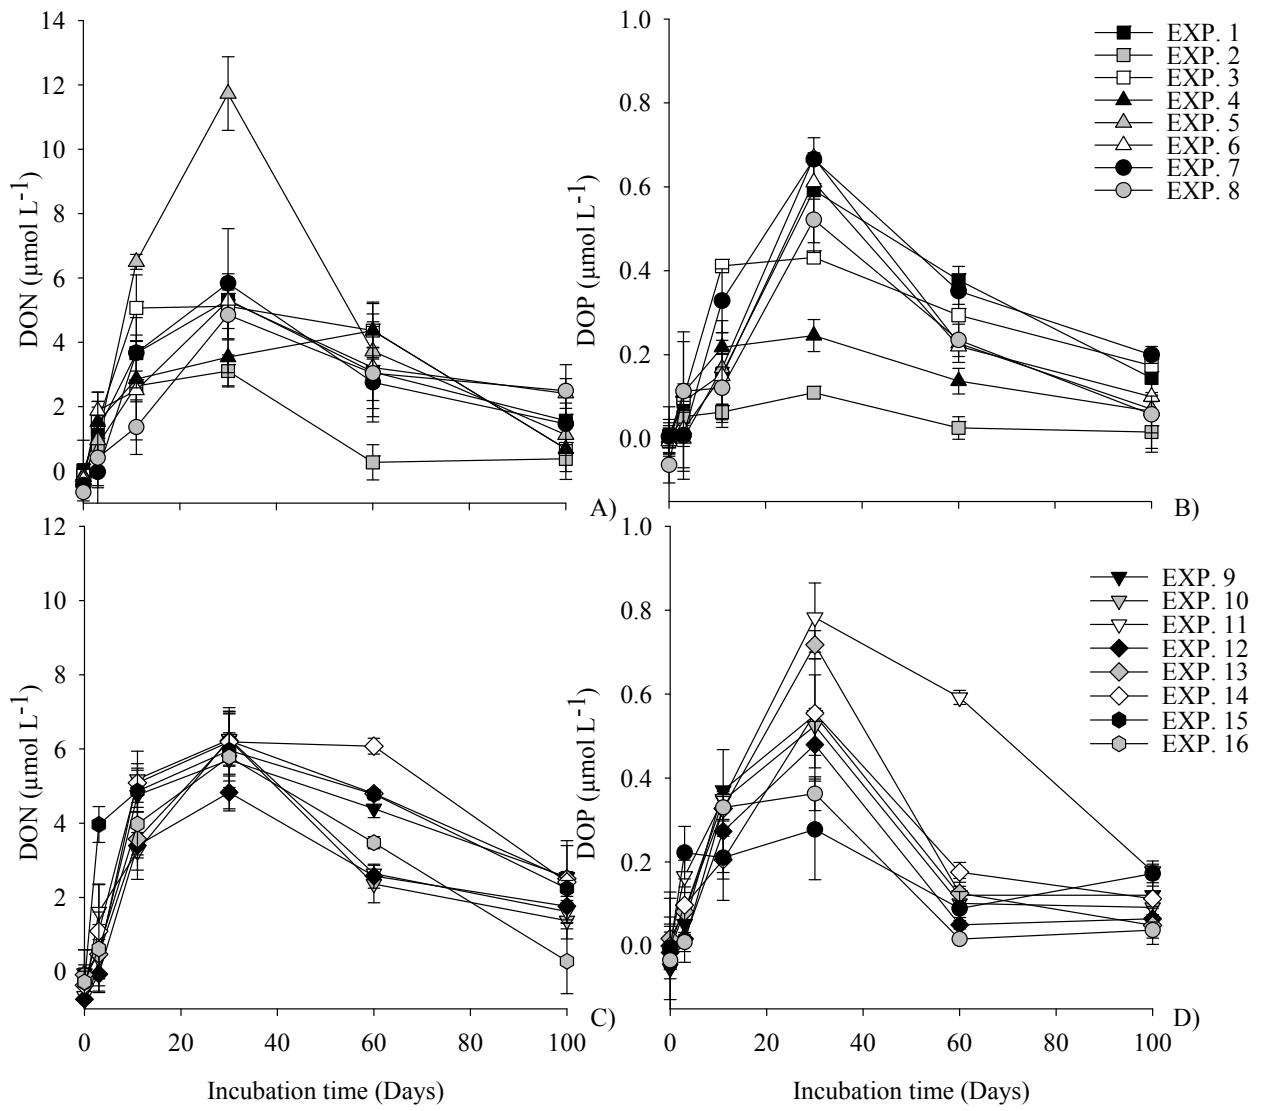 14
12
10
8
6
4
2
0
DON (µmol L-1)
A)
1.0
0.8
0.6
0.4
0.2
0.0
DOP (µmol L-1)
B)
EXP. 1
EXP. 2
EXP. 3
EXP. 4
EXP. 5
EXP. 6
EXP. 7
EXP. 8
12
10
8
6
4
2
0
DON (µmol L-1)
C)
0 20 40 60 80 100
Incubation time (Days)
1.0
0.8
0.6
0.4
0.2
0.0
DOP (µmol L-1)
D)
EXP. 9
EXP. 10
EXP. 11
EXP. 12
EXP. 13
EXP. 14
EXP. 15
EXP. 16
0 20 40 60 80 100
Incubation time (Days)